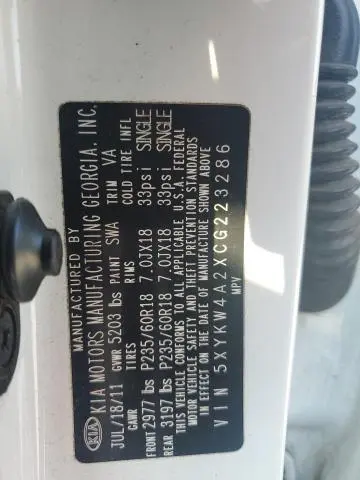 MANUFACTURED BY
KIA KIA MOTORS MANUFACTURING GEORGIA, INC.
JUL/18/11 GVWR 5203 lbs PAINT SWA TRIM VA
GAWR TIRES RIMS COLD TIRE INFL
FRONT 2977 lbs P235/60R18 7.0JX18 33psi SINGLE
REAR 3197 lbs P235/60R18 7.0JX18 33psi SINGLE
THIS VEHICLE CONFORMS TO ALL APPLICABLE U.S.A. FEDERAL
MOTOR VEHICLE SAFETY AND THEFT PREVENTION STANDARDS
IN EFFECT ON THE DATE OF MANUFACTURE SHOWN ABOVE
VIN 5XYKW4A2XCG223286
MPV